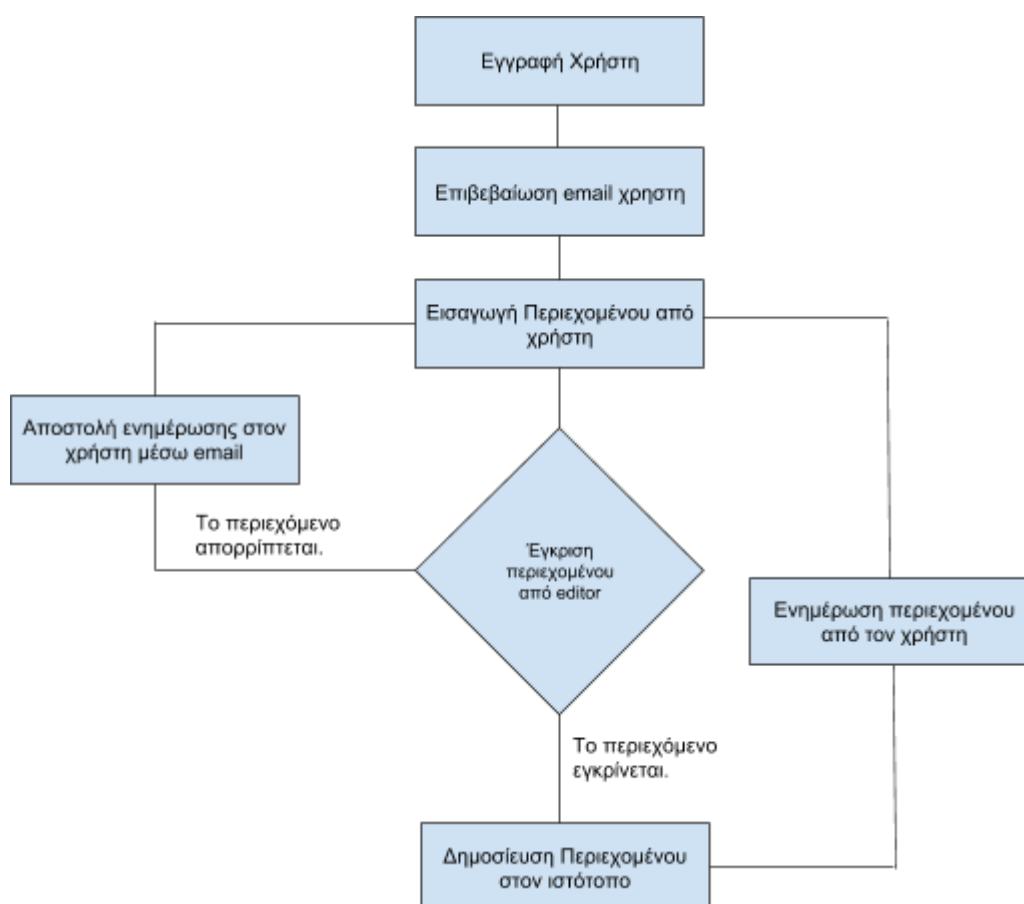 Εγγραφή Χρήστη
Επιβεβαίωση email χρηστη
Εισαγωγή Περιεχομένου από
χρήστη
Αποστολή ενημέρωσης στον
χρήστη μέσω email
Το περιεχόμενο
απορρίπτεται.
Έγκριση
περιεχομένου
από editor
Ενημέρωση περιεχομένου
από τον χρήστη
Το περιεχόμενο
εγκρίνεται.
Δημοσίευση Περιεχομένου
στον ιστότοπο